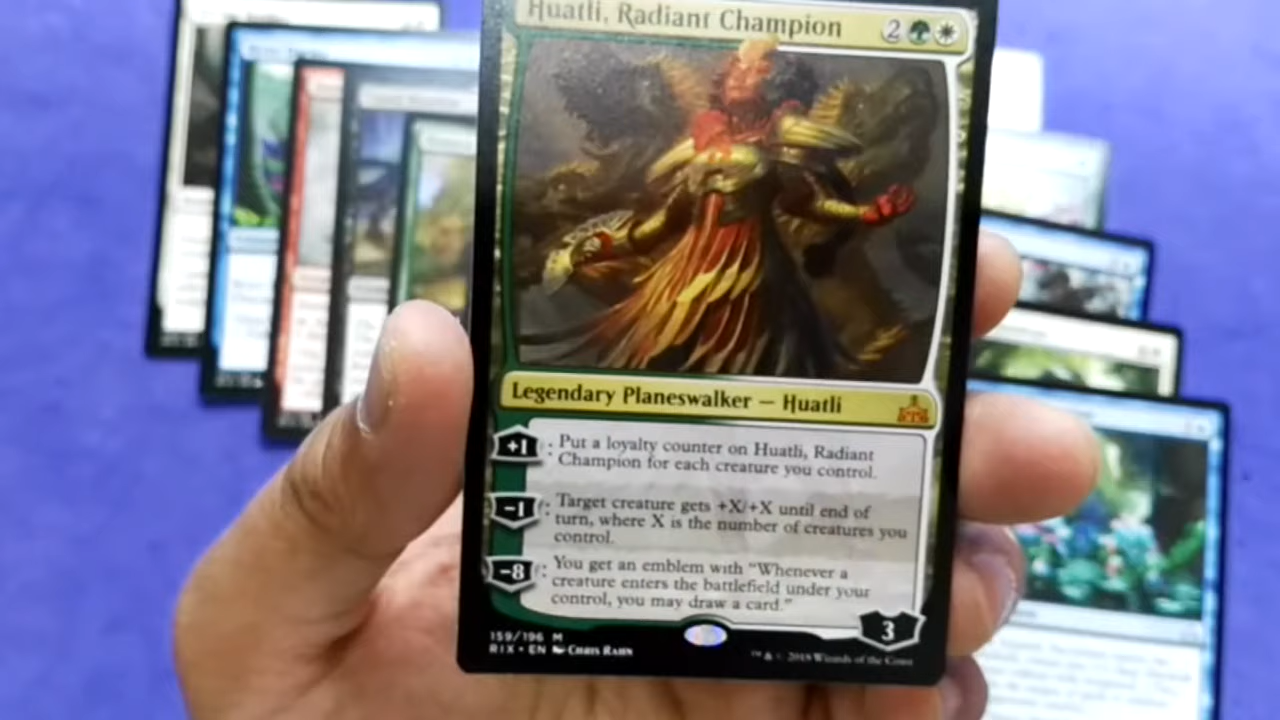 Huatli, Radiant Champion 2
Legendary Planeswalker — Huatli
+1 : Put a loyalty counter on Huatli, Radiant
Champion for each creature you control.
-1 : Target creature gets +X/+X until end of
turn, where X is the number of creatures you
control.
-8 : You get an emblem with "Whenever a
creature enters the battlefield under your
control, you may draw a card."
3
159/196 M
RIX • EN Chris Rahn
™ & © 2018 Wizards of the Coast